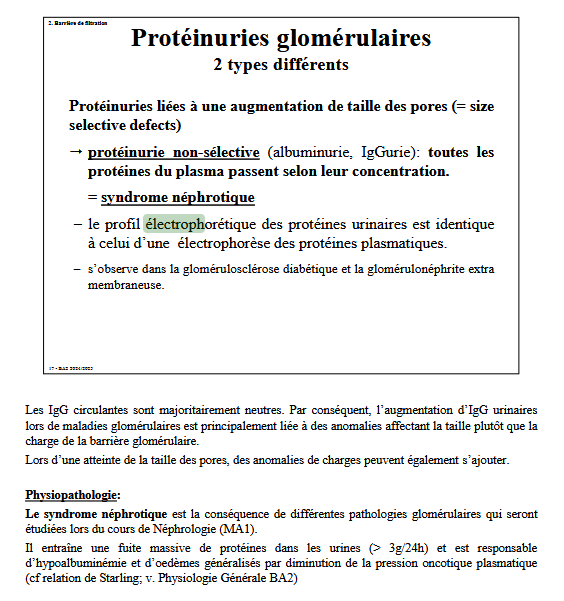 2. Barrière de filtration
Protéinuries glomérulaires
2 types différents
Protéinuries liées à une augmentation de taille des pores (= size
selective defects)
→ protéinurie non-sélective (albuminurie, IgGurie): toutes les
protéines du plasma passent selon leur concentration.
= syndrome néphrotique
– le profil électrophorétique des protéines urinaires est identique
à celui d’une électrophorèse des protéines plasmatiques.
– s’observe dans la glomérulosclérose diabétique et la glomérulonéphrite extra
membraneuse.
17 - BA2 2024/2025
Les IgG circulantes sont majoritairement neutres. Par conséquent, l’augmentation d’IgG urinaires
lors de maladies glomérulaires est principalement liée à des anomalies affectant la taille plutôt que la
charge de la barrière glomérulaire.
Lors d’une atteinte de la taille des pores, des anomalies de charges peuvent également s’ajouter.
Physiopathologie:
Le syndrome néphrotique est la conséquence de différentes pathologies glomérulaires qui seront
étudiées lors du cours de Néphrologie (MA1).
Il entraîne une fuite massive de protéines dans les urines (> 3g/24h) et est responsable
d’hypoalbuminémie et d’oedèmes généralisés par diminution de la pression oncotique plasmatique
(cf relation de Starling; v. Physiologie Générale BA2)